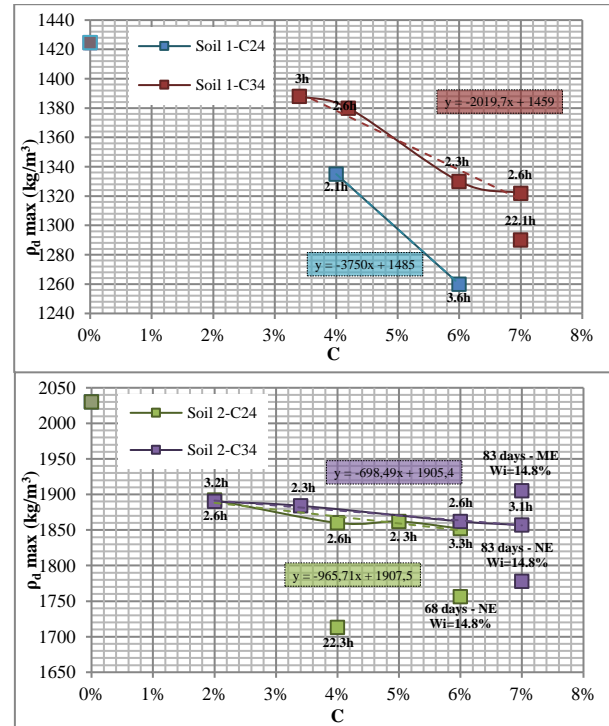 1440
1420
1400
1380
1360
1340
1320
1300
1280
1260
1240
ρd max (kg/m³)
Soil 1-C24
Soil 1-C34
3h
2.6h
y = -2019,7x + 1459
2.3h
2.6h
2.1h
22.1h
y = -3750x + 1485
3.6h
0% 1% 2% 3% 4% 5% 6% 7% 8%
C
2050
2000
1950
1900
1850
1800
1750
1700
1650
ρd max (kg/m³)
Soil 2-C24
Soil 2-C34
y = -698,49x + 1905,4
83 days - ME
Wi=14.8%
3.2h
2.3h
2.6h
3.1h
2.6h
2.6h
2. 3h
3.3h
83 days - NE
Wi=14.8%
y = -965,71x + 1907,5
68 days - NE
Wi=14.8%
22.3h
0% 1% 2% 3% 4% 5% 6% 7% 8%
C